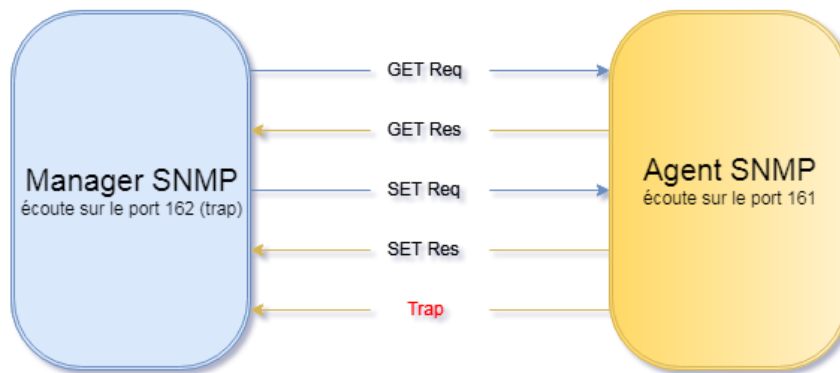 Manager SNMP
écoute sur le port 162 (trap)
GET Req
GET Res
SET Req
SET Res
Trap
Agent SNMP
écoute sur le port 161